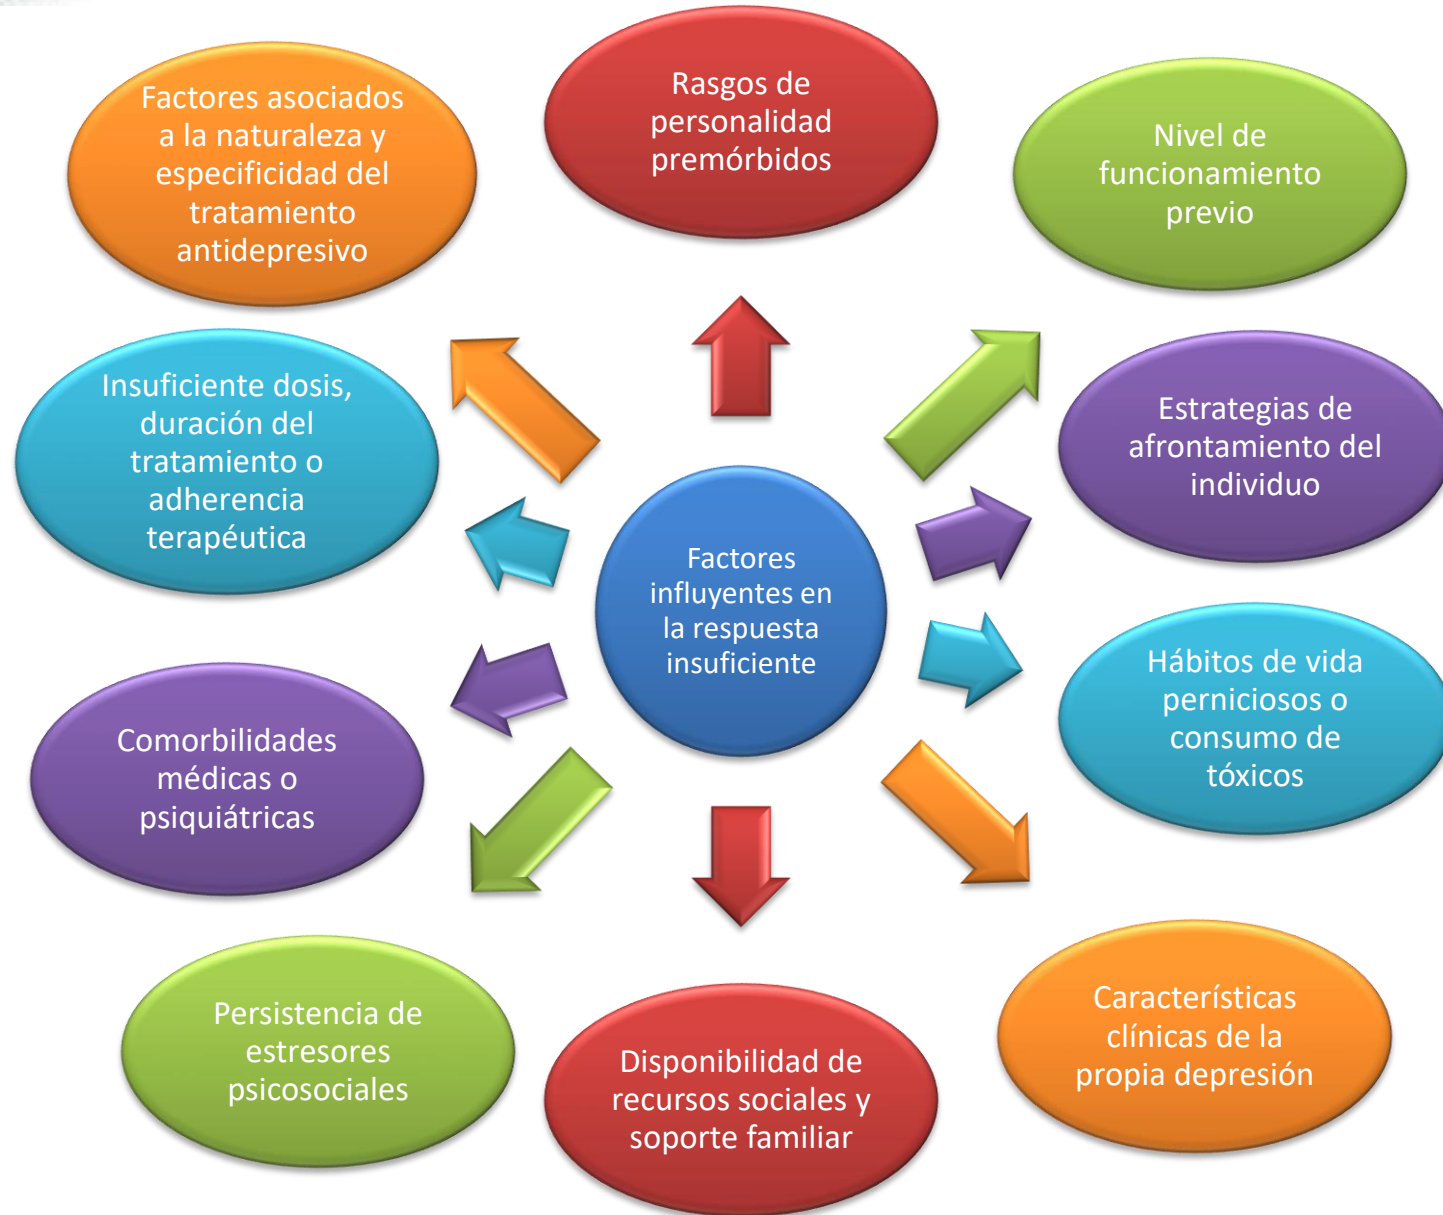 Rasgos de
personalidad
premórbidos
Nivel de
funcionamiento
previo
Estrategias de
afrontamiento del
individuo
Hábitos de vida
perniciosos o
consumo de
tóxicos
Características
clínicas de la
propia depresión
Disponibilidad de
recursos sociales y
soporte familiar
Persistencia de
estresores
psicosociales
Comorbilidades
médicas o
psiquiátricas
Insuficiente dosis,
duración del
tratamiento o
adherencia
terapéutica
Factores asociados
a la naturaleza y
especificidad del
tratamiento
antidepresivo
Factores
influyentes en
la respuesta
insuficiente